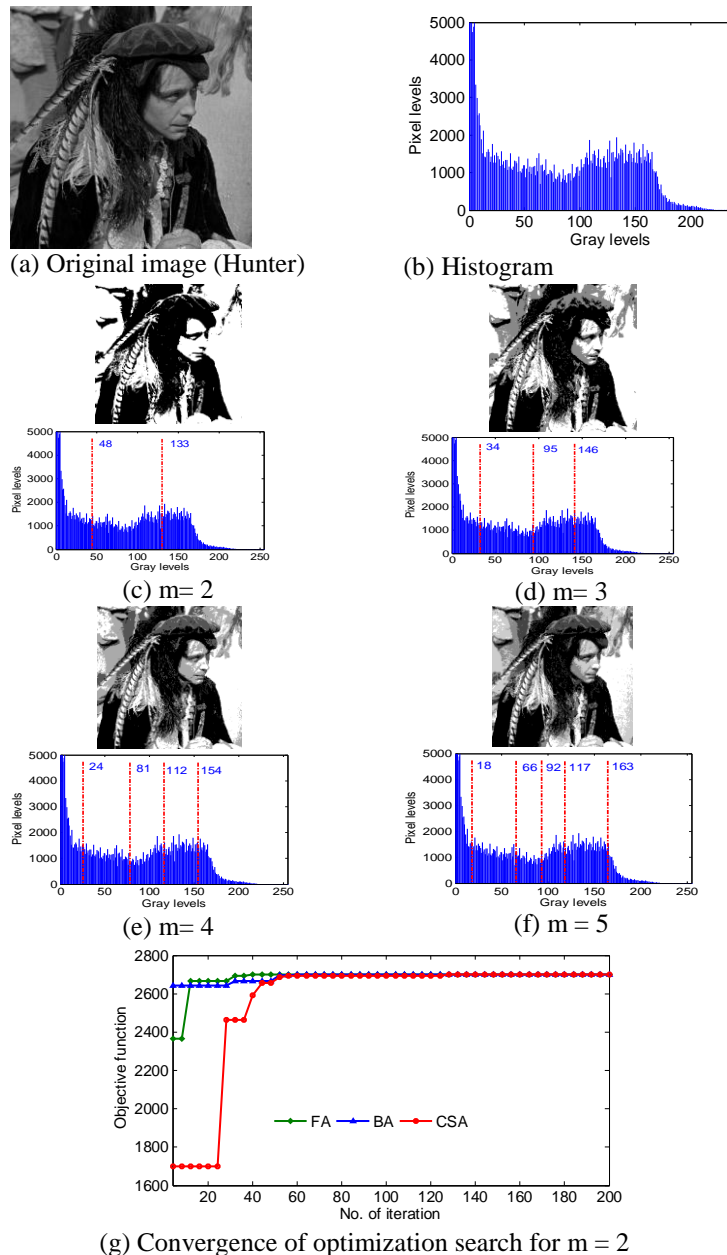 5000
4000
3000
2000
1000
0
Pixel levels
0 50 100 150 200
Gray levels
(a) Original image (Hunter)
(b) Histogram
5000
4000
3000
2000
1000
0
Pixel levels
48 133
0 50 100 150 200 250
Gray levels
(c) m= 2
5000
4000
3000
2000
1000
0
Pixel levels
34 95 146
0 50 100 150 200 250
Gray levels
(d) m= 3
5000
4000
3000
2000
1000
0
Pixel levels
24 81 112 154
0 50 100 150 200 250
Gray levels
(e) m= 4
5000
4000
3000
2000
1000
0
Pixel levels
18 66 92 117 163
0 50 100 150 200 250
Gray levels
(f) m = 5
2800
2600
2400
2200
2000
1800
1600
Objective function
FA BA CSA
20 40 60 80 100 120 140 160 180 200
No. of iteration
(g) Convergence of optimization search for m = 2